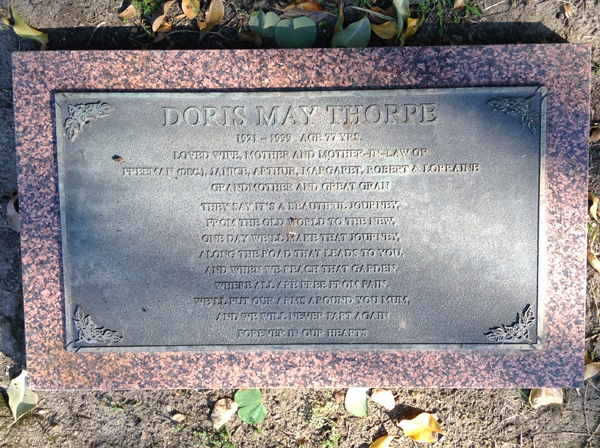 DORIS MAY THORPE
1921 – 1999 AGE 77 YRS.
LOVED WIFE, MOTHER AND MOTHER-IN-LAW OF
FREEMAN (DEC), JANICE, ARTHUR, MARGARET, ROBERT & LORRAINE
GRANDMOTHER AND GREAT GRAN
THEY SAY IT'S A BEAUTIFUL JOURNEY,
FROM THE OLD WORLD TO THE NEW,
ONE DAY WE'LL MAKE THAT JOURNEY,
ALONG THE ROAD THAT LEADS TO YOU,
AND WHEN WE REACH THAT GARDEN,
WHERE ALL ARE FREE FROM PAIN,
WE'LL PUT OUR ARMS AROUND YOU MUM,
AND WE WILL NEVER PART AGAIN
FOREVER IN OUR HEARTS